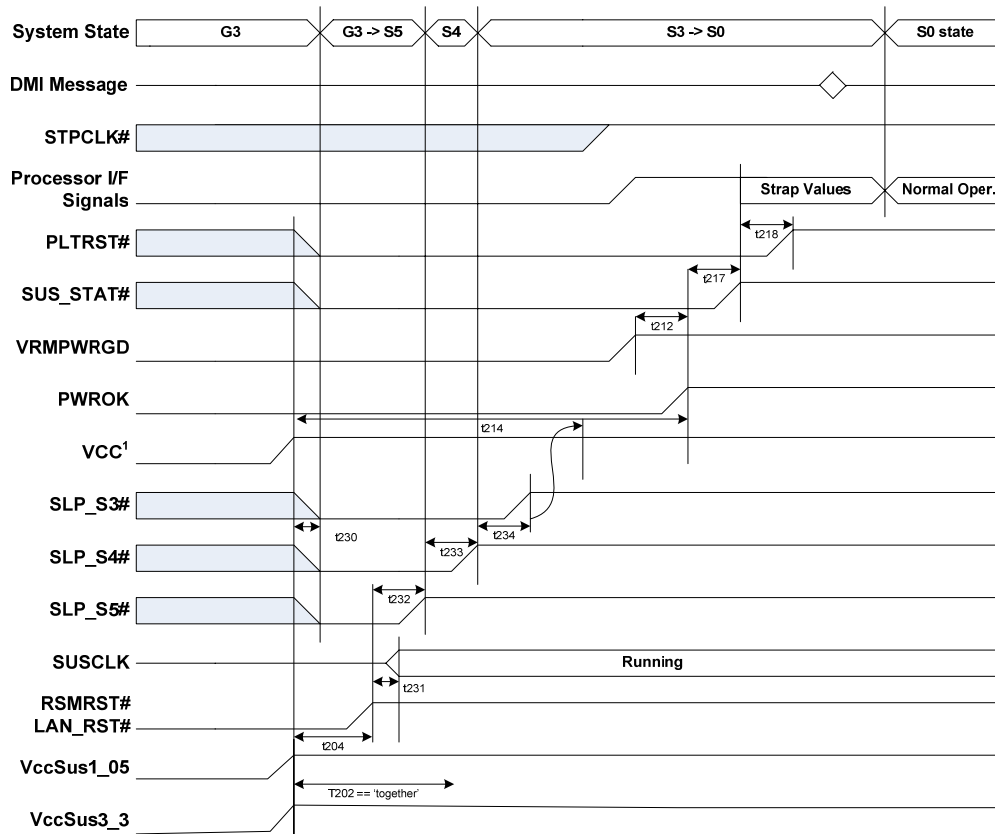 System State G3 G3 -> S5 S4 S3 -> S0 S0 state
DMI Message
STPCLK#
Processor I/F
Signals
Strap Values Normal Oper.
PLTRST#
t218
SUS_STAT#
t217
VRMPWRGD
t212
PWROK
t214
VCC¹
SLP_S3#
t230
t234
SLP_S4#
t233
SLP_S5#
t232
SUSCLK
Running
t231
RSMRST#
LAN_RST#
t204
VccSus1_05
T202 == 'together'
VccSus3_3